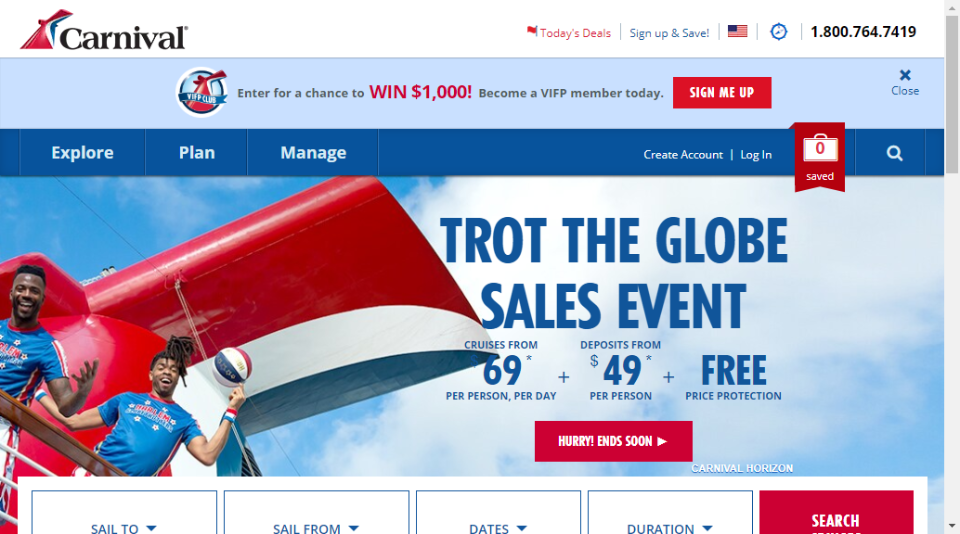 Carnival
Today's Deals
Sign up & Save!
1.800.764.7419
VIFP CLUB
Enter for a chance to WIN $1,000! Become a VIFP member today.
SIGN ME UP
Close
Explore
Plan
Manage
Create Account | Log In
0
saved
TROT THE GLOBE
SALES EVENT
CRUISES FROM
$69*
PER PERSON, PER DAY
+
DEPOSITS FROM
$49*
PER PERSON
+
FREE
PRICE PROTECTION
HURRY! ENDS SOON
CARNIVAL HORIZON
HARLEM
HARLEM
SAIL TO
SAIL FROM
DATES
DURATION
SEARCH